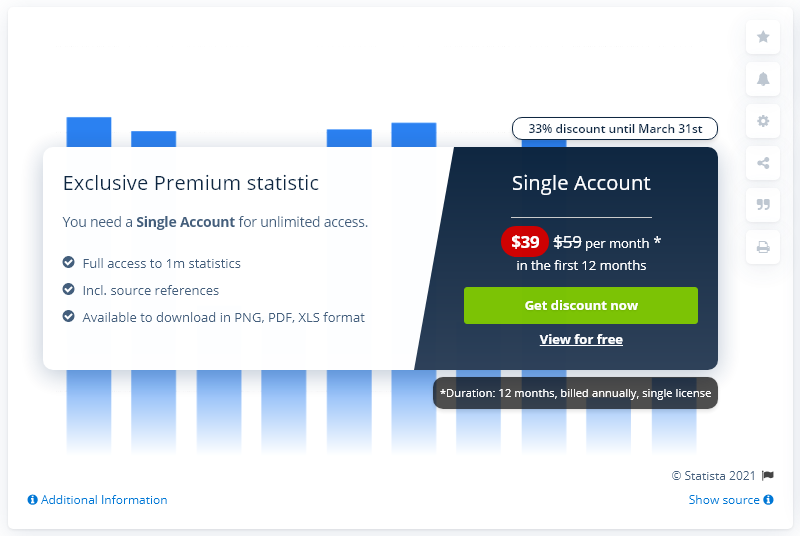 33% discount until March 31st
Exclusive Premium statistic
You need a Single Account for unlimited access.
Full access to 1m statistics
Incl. source references
Available to download in PNG, PDF, XLS format
Single Account
$39 $59 per month *
in the first 12 months
Get discount now
View for free
*Duration: 12 months, billed annually, single license
© Statista 2021
Additional Information
Show source